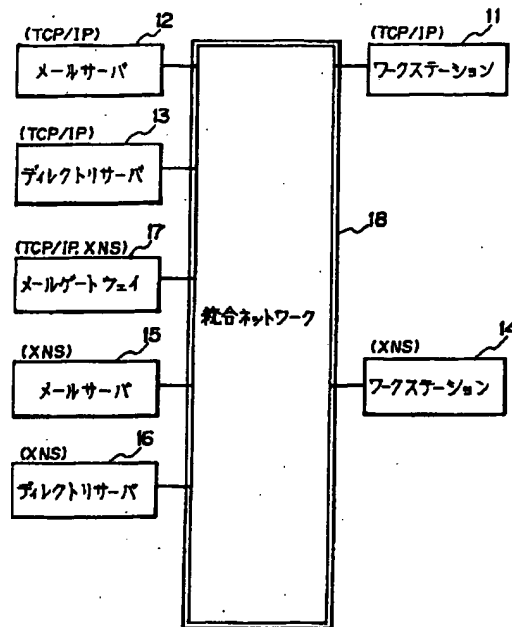 (TCP/IP) 12
メールサーバ
(TCP/IP) 13
ディレクトリサーバ
(TCP/IP, XNS) 17
メールゲートウェイ
(XNS) 15
メールサーバ
(XNS) 16
ディレクトリサーバ
統合ネットワーク
(TCP/IP) 11
ワークステーション
18
(XNS) 14
ワークステーション